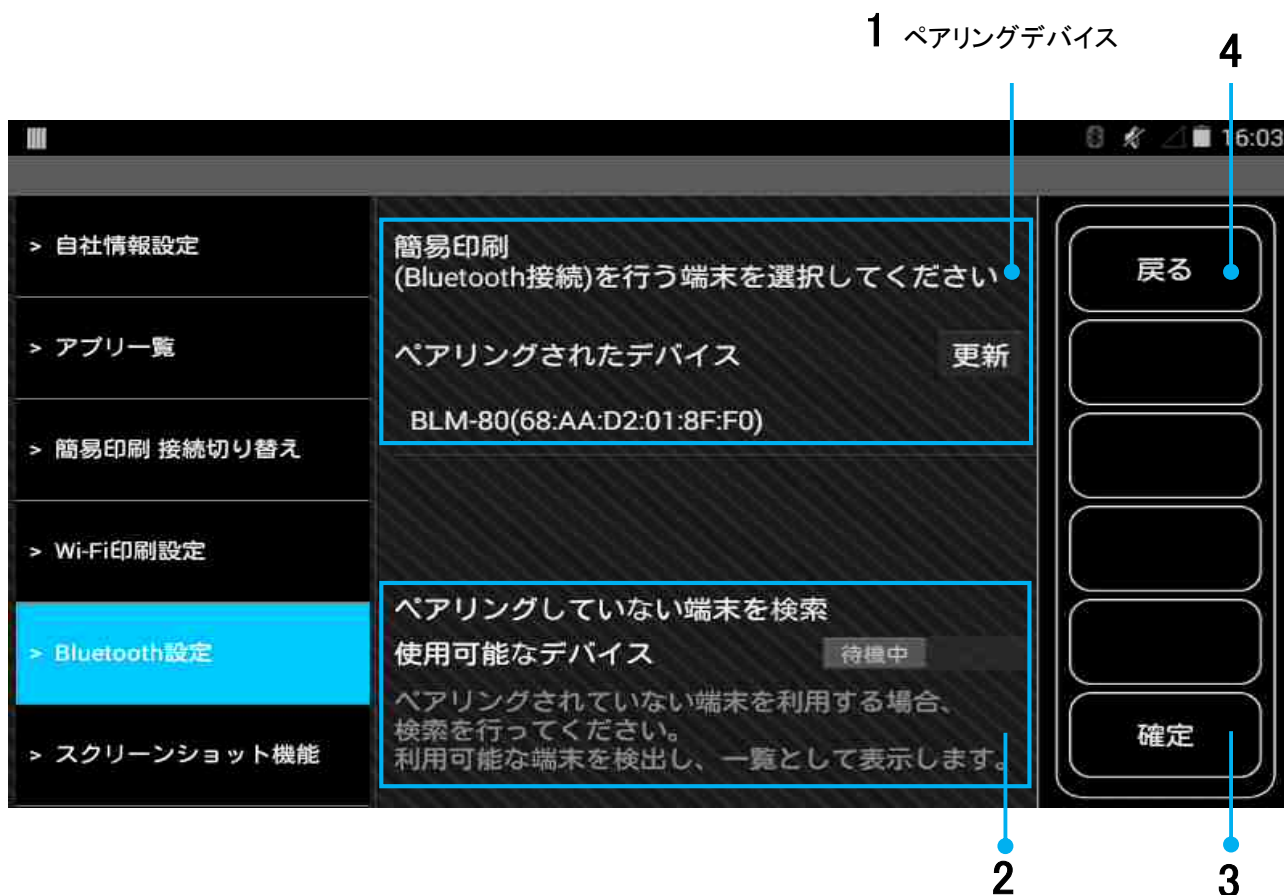 1 ペアリングデバイス
4
16:03
> 自社情報設定
> アプリ一覧
> 簡易印刷 接続切り替え
> Wi-Fi印刷設定
> Bluetooth設定
> スクリーンショット機能
簡易印刷
(Bluetooth接続)を行う端末を選択してください
ペアリングされたデバイス 更新
BLM-80(68:AA:D2:01:8F:F0)
ペアリングしていない端末を検索
使用可能なデバイス 待機中
ペアリングされていない端末を利用する場合、
検索を行ってください。
利用可能な端末を検出し、一覧として表示します。
戻る
確定
2
3